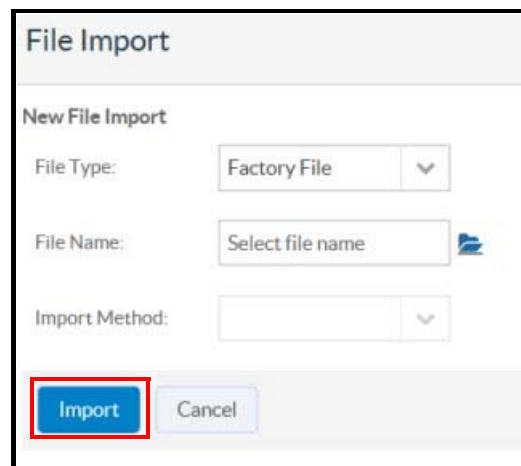 File Import
New File Import
File Type: Factory File
File Name: Select file name
Import Method:
Import Cancel